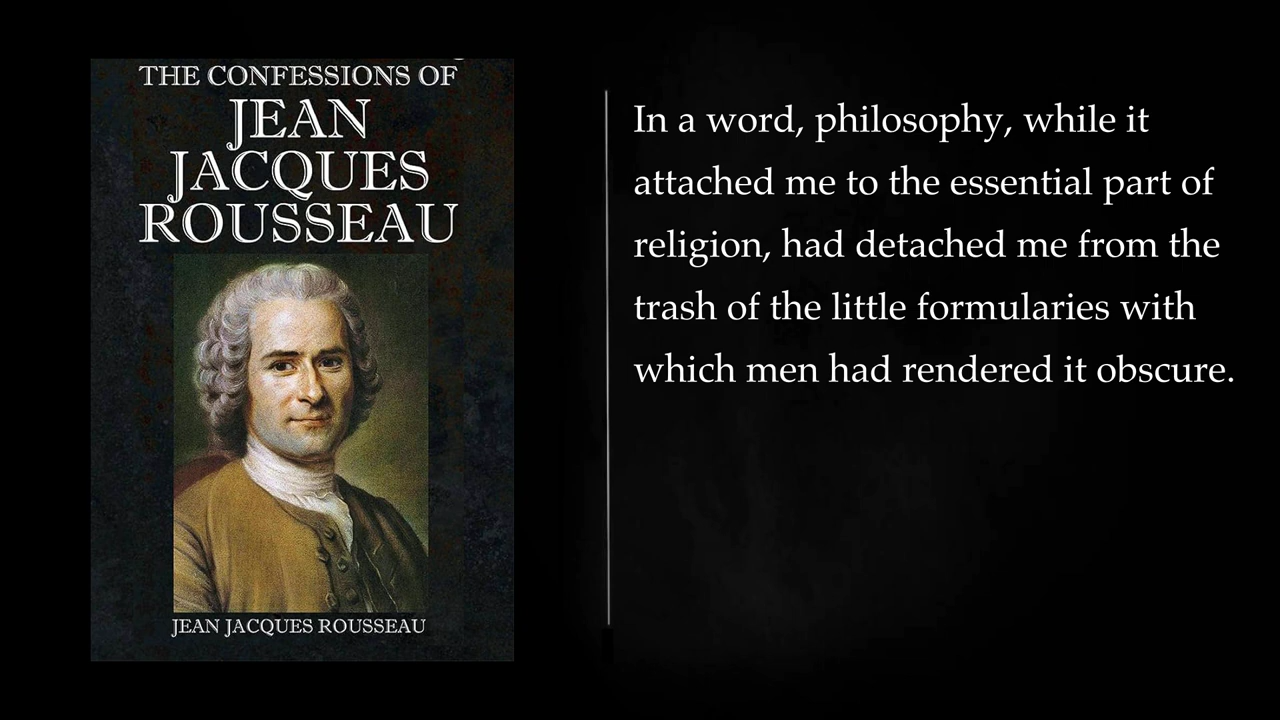 THE CONFESSIONS OF
JEAN
JACQUES
ROUSSEAU
JEAN JACQUES ROUSSEAU
In a word, philosophy, while it
attached me to the essential part of
religion, had detached me from the
trash of the little formularies with
which men had rendered it obscure.